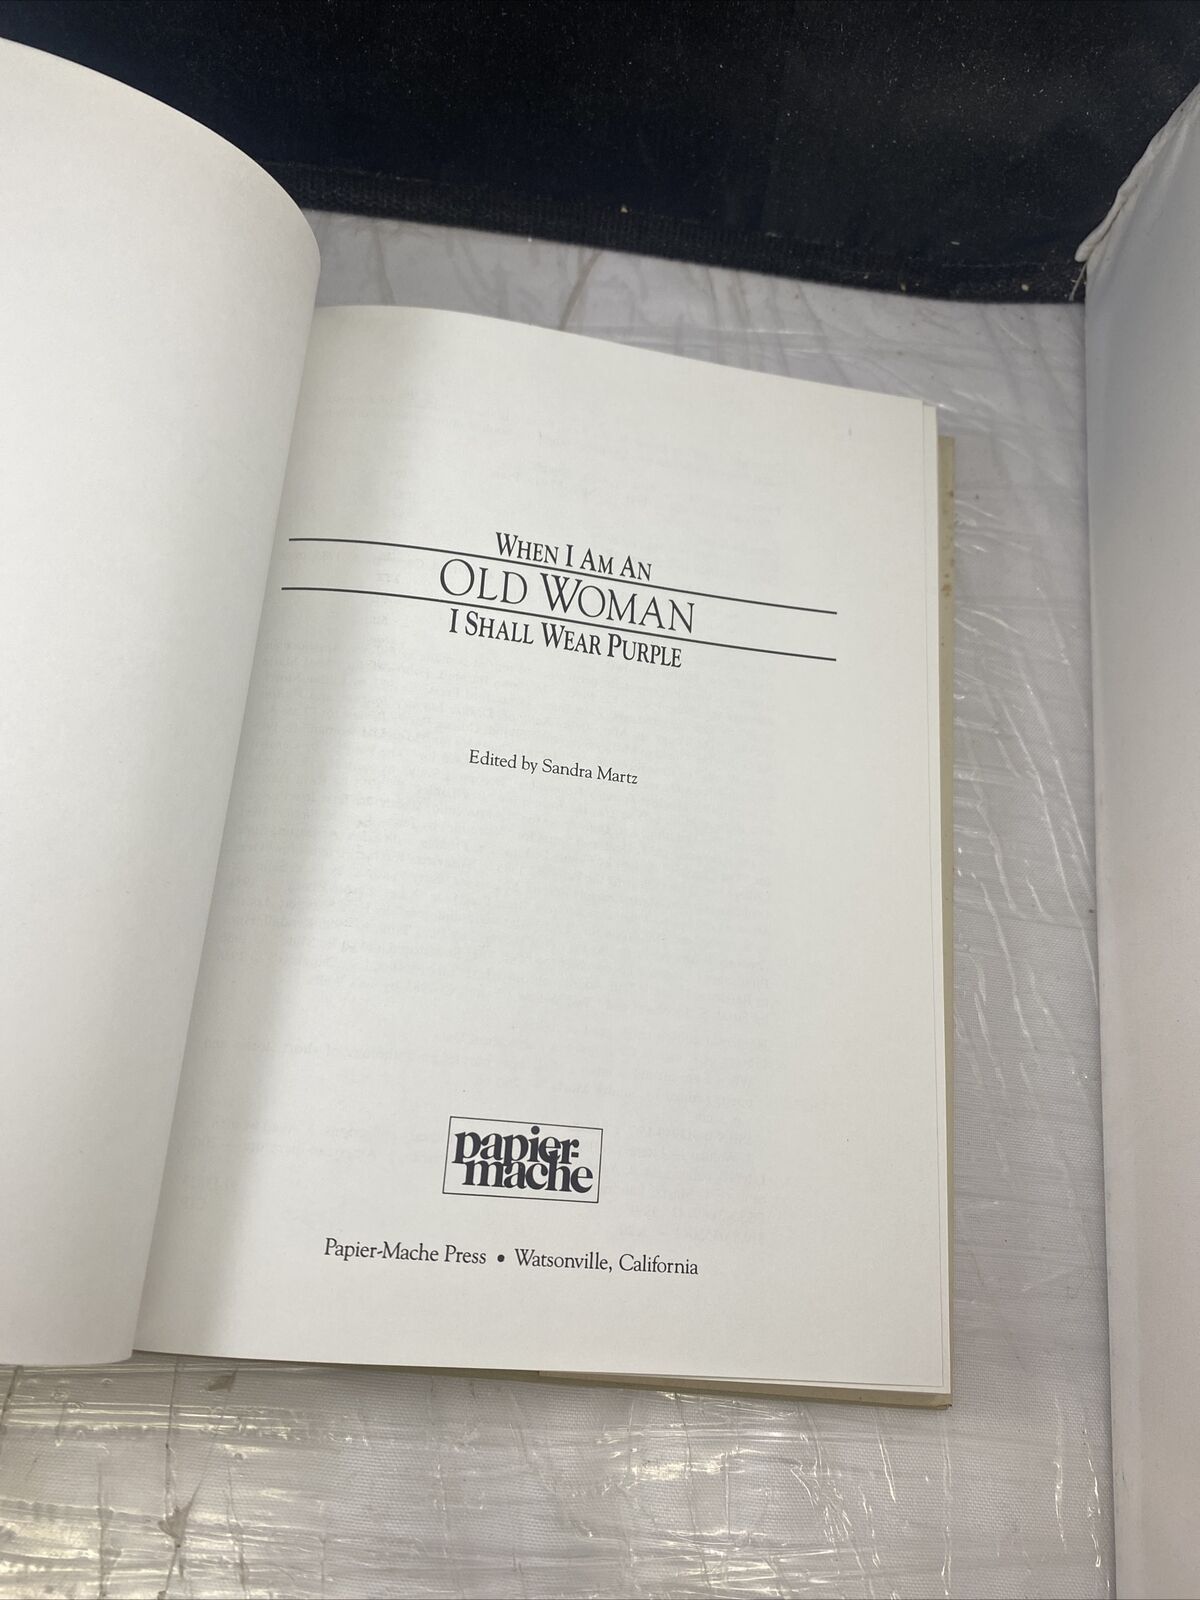 WHEN I AM AN
OLD WOMAN
I SHALL WEAR PURPLE
Edited by Sandra Martz
papier-
mache
Papier-Mache Press • Watsonville, California